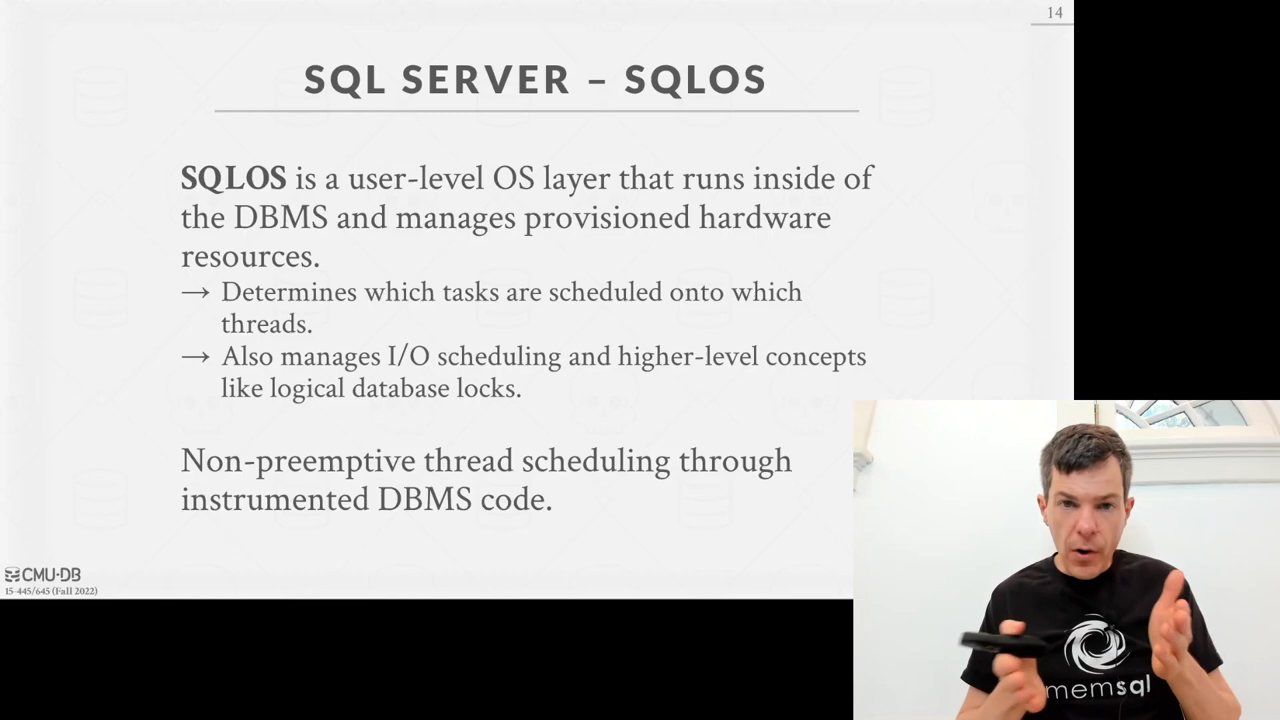 14
SQL SERVER – SQLOS
SQLOS is a user-level OS layer that runs inside of
the DBMS and manages provisioned hardware
resources.
→ Determines which tasks are scheduled onto which
threads.
→ Also manages I/O scheduling and higher-level concepts
like logical database locks.
Non-preemptive thread scheduling through
instrumented DBMS code.
CMU·DB
15-445/645 (Fall 2022)
memsql